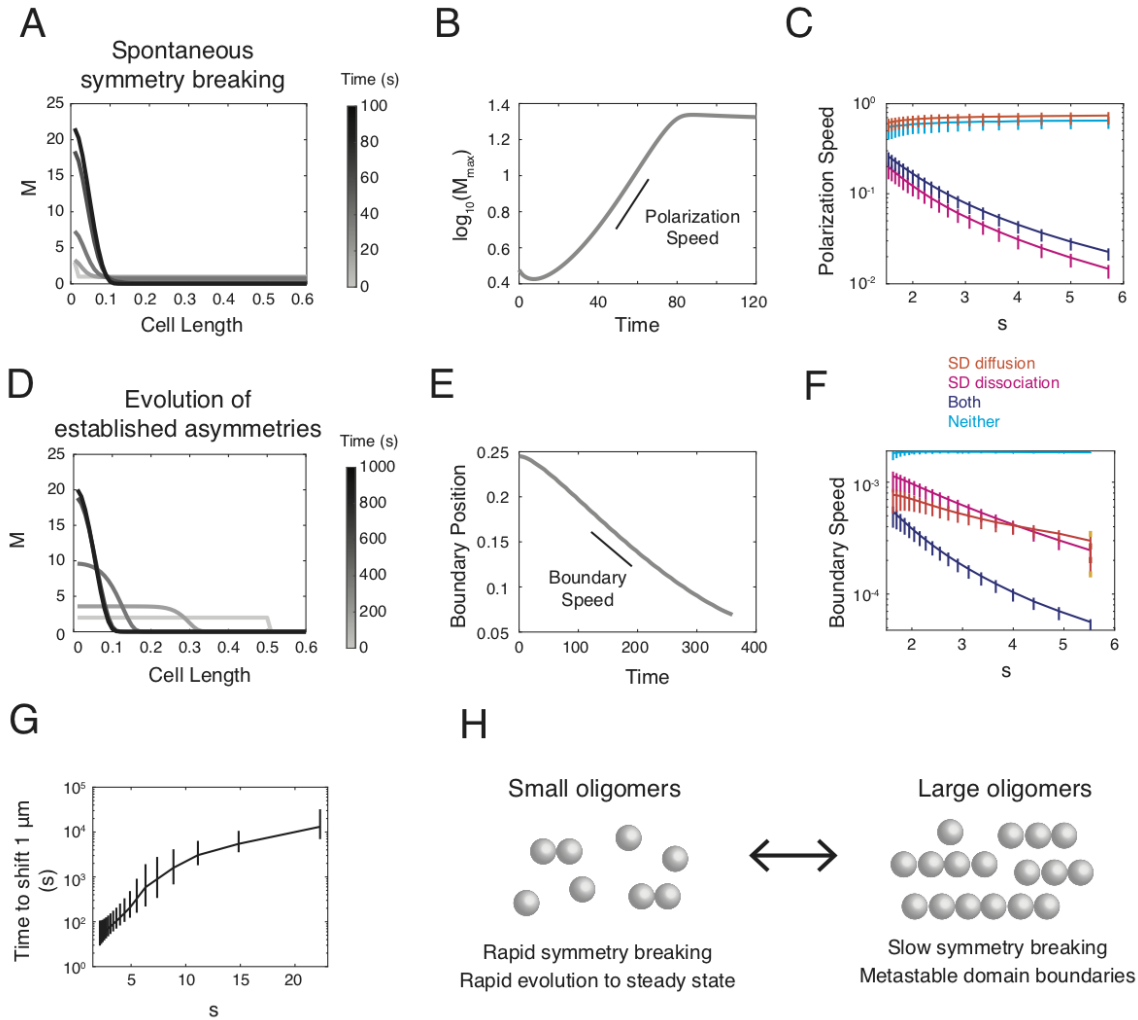 A
Spontaneous
symmetry breaking
Time (s)
25
20
15
10
5
0
M
0 0.1 0.2 0.3 0.4 0.5 0.6
Cell Length
100
80
60
40
20
0
B
1.4
1.2
1
0.8
0.6
0.4
log10(Mmax)
Polarization
Speed
0 40 80 120
Time
C
10^0
10^-1
10^-2
Polarization Speed
2 3 4 5 6
s
D
Evolution of
established asymmetries
Time (s)
25
20
15
10
5
0
M
0 0.1 0.2 0.3 0.4 0.5 0.6
Cell Length
1000
800
600
400
200
0
E
0.25
0.20
0.15
0.1
0.05
Boundary Position
Boundary
Speed
0 100 200 300 400
Time
SD diffusion
SD dissociation
Both
Neither
F
10^-3
10^-4
Boundary Speed
2 3 4 5 6
s
G
10^5
10^4
10^3
10^2
10^1
10^0
Time to shift 1 μm
(s)
5 10 15 20
s
H
Small oligomers
Large oligomers
Rapid symmetry breaking
Rapid evolution to steady state
Slow symmetry breaking
Metastable domain boundaries